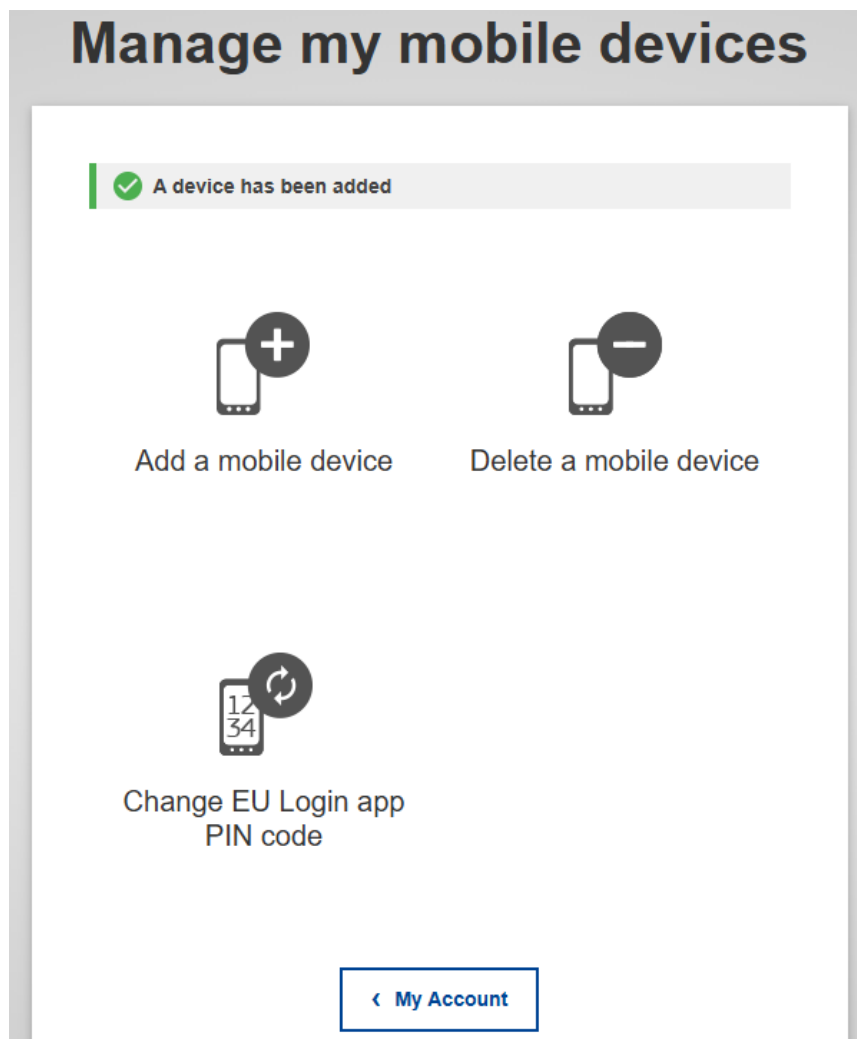 Manage my mobile devices
A device has been added
Add a mobile device
Delete a mobile device
12
34
Change EU Login app
PIN code
‹ My Account